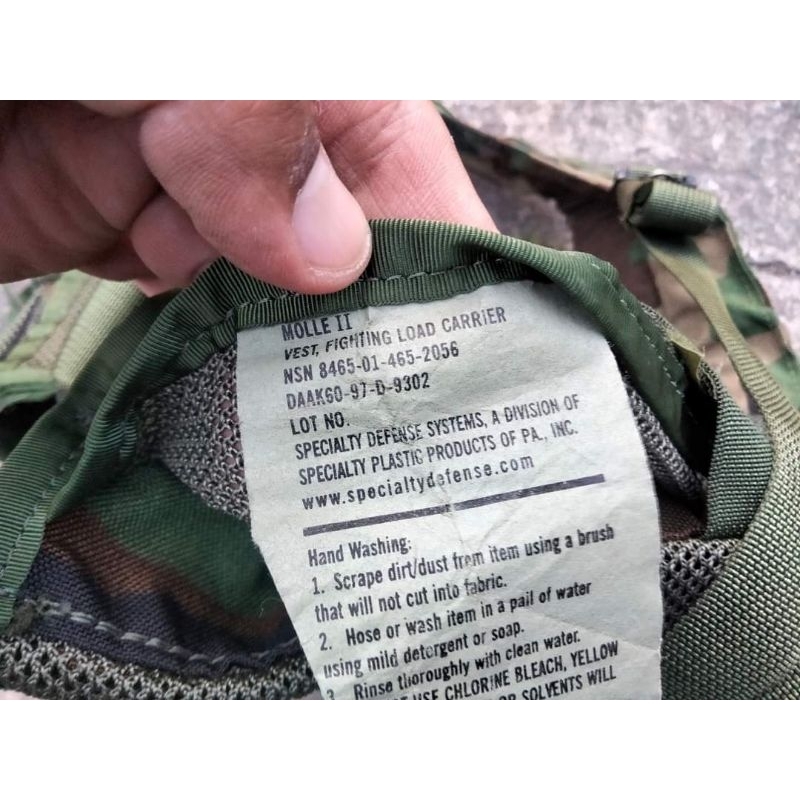 MOLLE II
VEST, FIGHTING LOAD CARRIER
NSN 8465-01-465-2056
DAAK60-97-D-9302
LOT NO.
SPECIALTY DEFENSE SYSTEMS, A DIVISION OF
SPECIALTY PLASTIC PRODUCTS OF PA., INC.
www.specialtydefense.com
Hand Washing:
1. Scrape dirt/dust from item using a brush
that will not cut into fabric.
2. Hose or wash item in a pail of water
using mild detergent or soap.
3 Rinse thoroughly with clean water.
USE CHLORINE BLEACH, YELLOW
SOLVENTS WILL